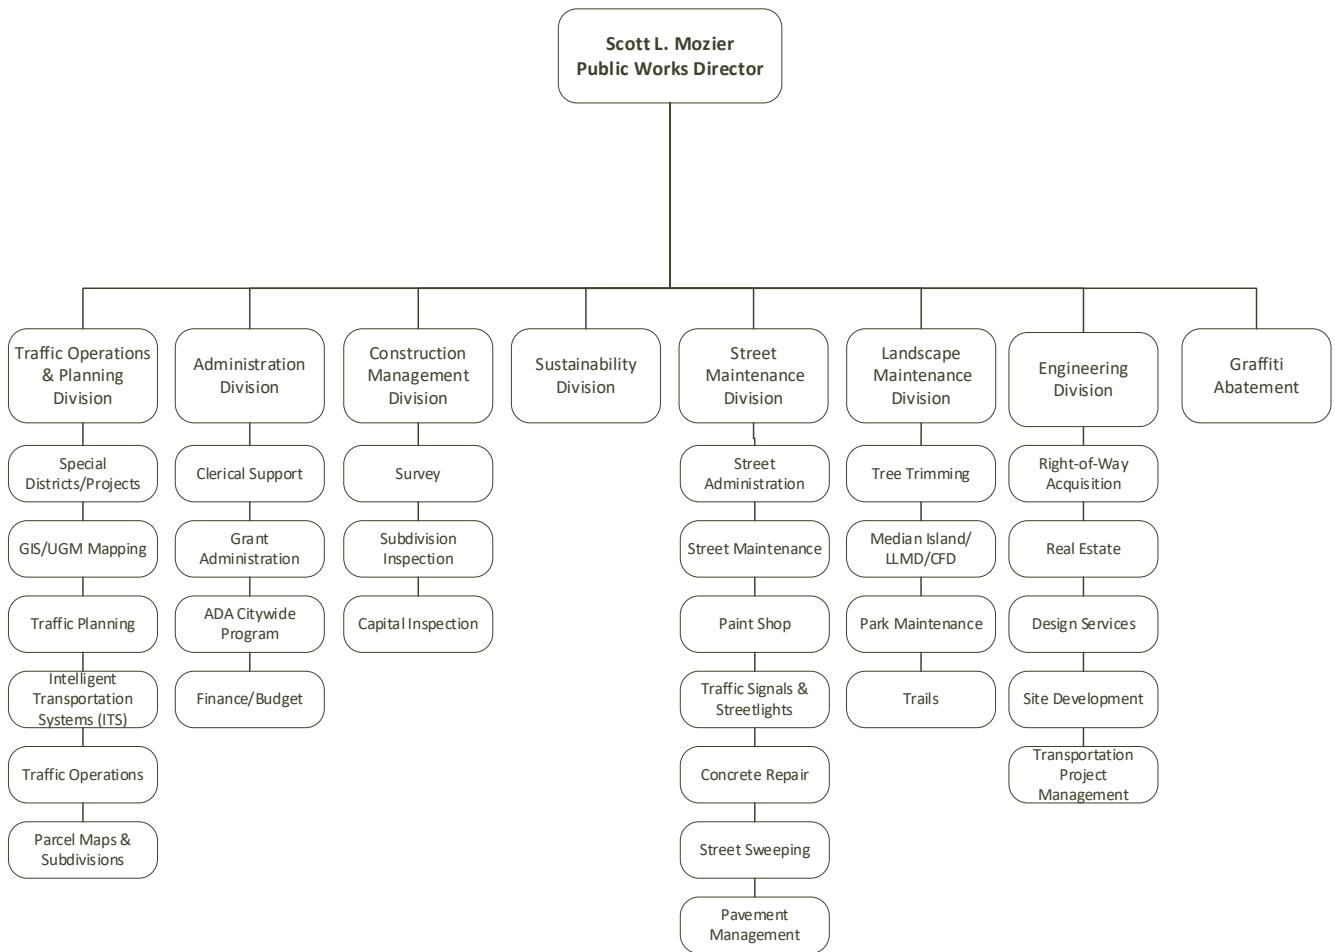 Scott L. Mozier
Public Works Director
Traffic Operations
& Planning
Division
Administration
Division
Construction
Management
Division
Sustainability
Division
Street
Maintenance
Division
Landscape
Maintenance
Division
Engineering
Division
Graffiti
Abatement
Special
Districts/Projects
GIS/UGM Mapping
Traffic Planning
Intelligent
Transportation
Systems (ITS)
Traffic Operations
Parcel Maps &
Subdivisions
Clerical Support
Grant
Administration
ADA Citywide
Program
Finance/Budget
Survey
Subdivision
Inspection
Capital Inspection
Street
Administration
Street Maintenance
Paint Shop
Traffic Signals &
Streetlights
Concrete Repair
Street Sweeping
Pavement
Management
Tree Trimming
Median Island/
LLMD/CFD
Park Maintenance
Trails
Right-of-Way
Acquisition
Real Estate
Design Services
Site Development
Transportation
Project
Management